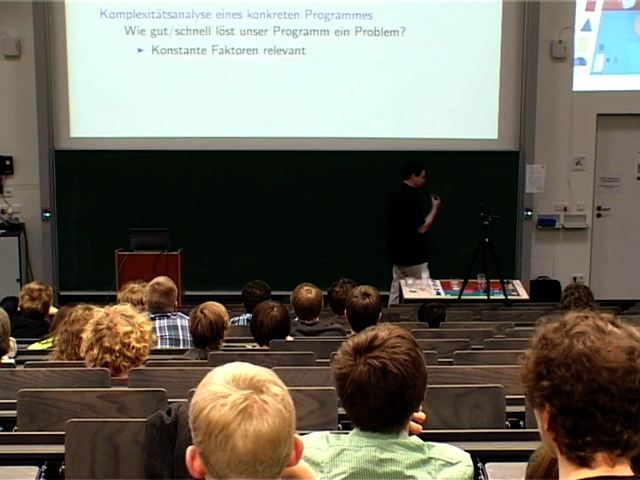 Komplexitätsanalyse eines konkreten Programmes
Wie gut/schnell löst unser Programm ein Problem?
► Konstante Faktoren relevant